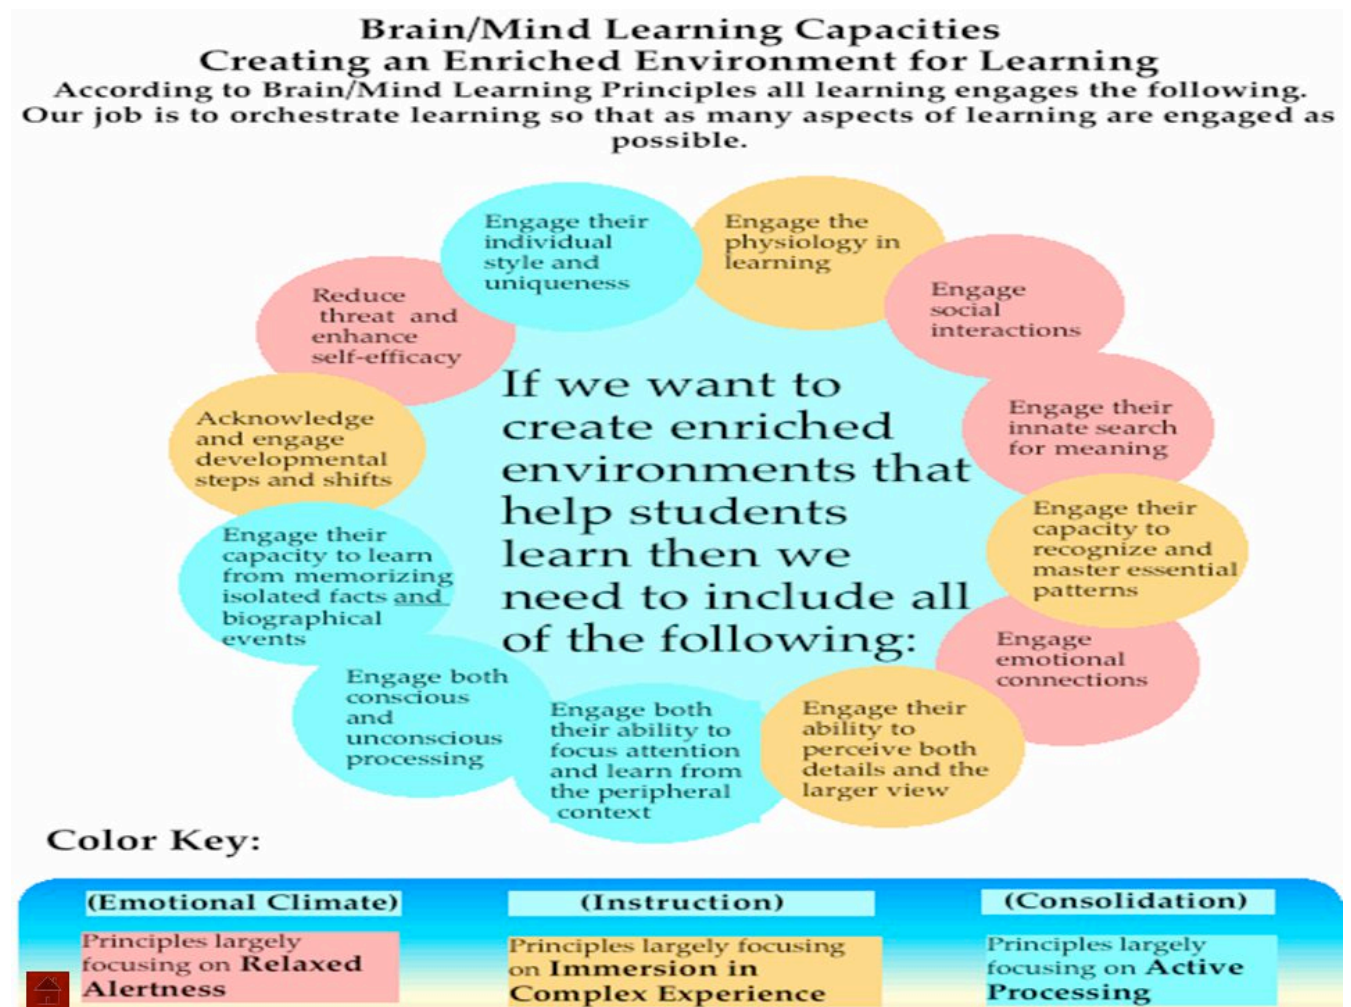 Brain/Mind Learning Capacities
Creating an Enriched Environment for Learning
According to Brain/Mind Learning Principles all learning engages the following.
Our job is to orchestrate learning so that as many aspects of learning are engaged as
possible.
Engage their
individual
style and
uniqueness
Engage the
physiology in
learning
Engage
social
interactions
Engage their
innate search
for meaning
Engage their
capacity to
recognize and
master essential
patterns
Engage
emotional
connections
Engage their
ability to
perceive both
details and the
larger view
Engage both
their ability to
focus attention
and learn from
the peripheral
context
Engage both
conscious
and
unconscious
processing
Engage their
capacity to learn
from memorizing
isolated facts and
biographical
events
Acknowledge
and engage
developmental
steps and shifts
Reduce
threat and
enhance
self-efficacy
If we want to
create enriched
environments that
help students
learn then we
need to include all
of the following:
Color Key:
(Emotional Climate)
Principles largely
focusing on Relaxed
Alertness
(Instruction)
Principles largely focusing
on Immersion in
Complex Experience
(Consolidation)
Principles largely
focusing on Active
Processing